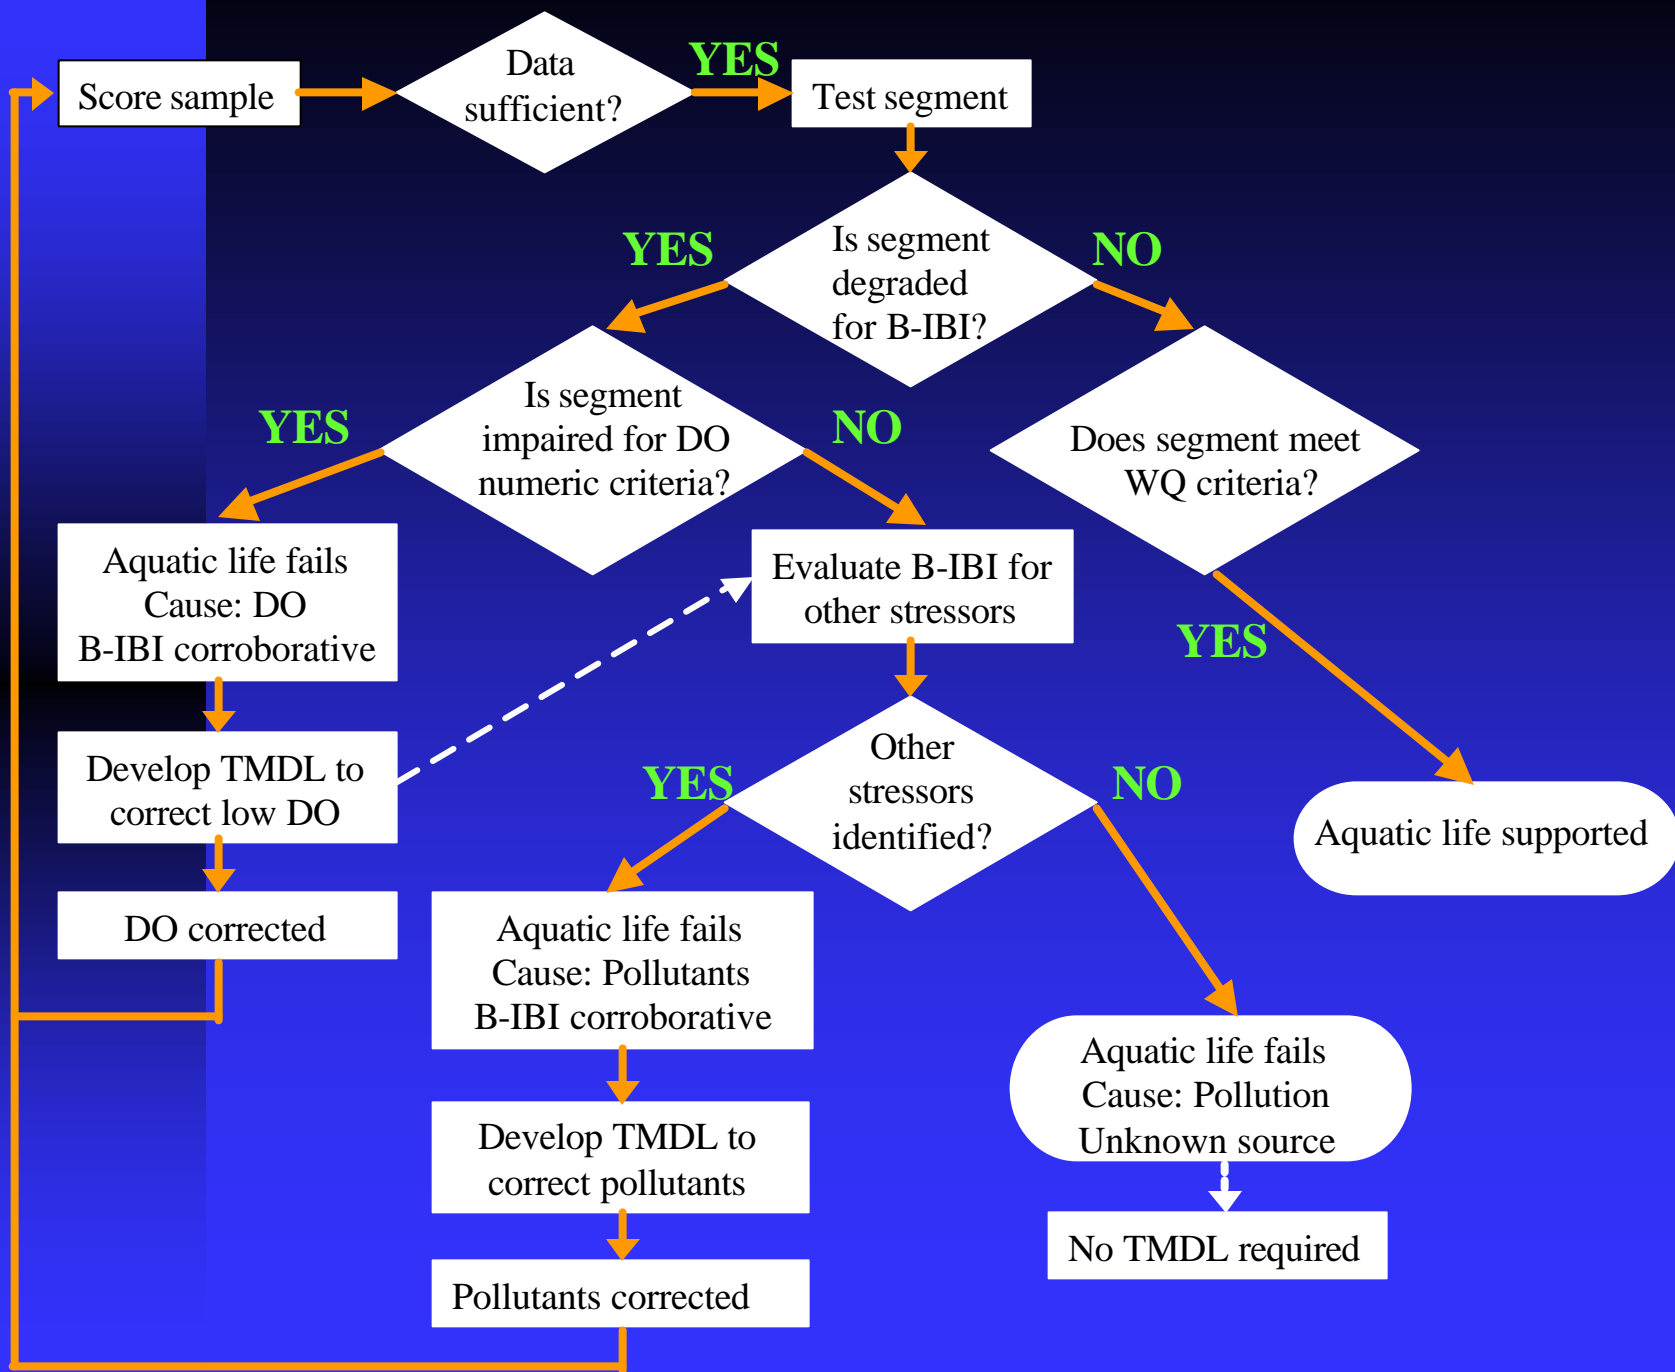 Score sample
Data
sufficient?
YES
Test segment
YES
Is segment
degraded
for B-IBI?
NO
YES
Is segment
impaired for DO
numeric criteria?
NO
Does segment meet
WQ criteria?
Aquatic life fails
Cause: DO
B-IBI corroborative
Evaluate B-IBI for
other stressors
YES
Develop TMDL to
correct low DO
YES
Other
stressors
identified?
NO
Aquatic life supported
DO corrected
Aquatic life fails
Cause: Pollutants
B-IBI corroborative
Aquatic life fails
Cause: Pollution
Unknown source
Develop TMDL to
correct pollutants
No TMDL required
Pollutants corrected